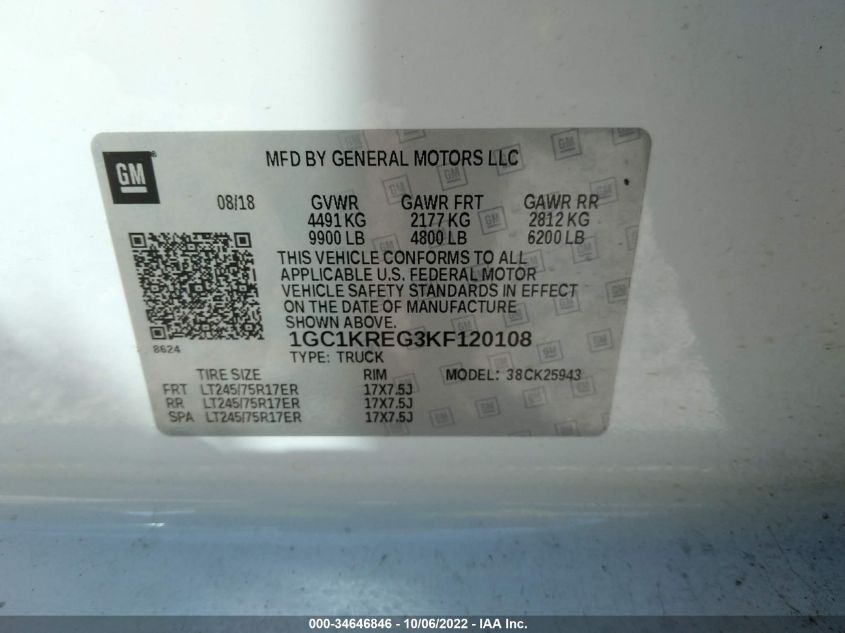 GM
MFD BY GENERAL MOTORS LLC
08/18 GVWR GAWR FRT GAWR RR
4491 KG 2177 KG 2812 KG
9900 LB 4800 LB 6200 LB
THIS VEHICLE CONFORMS TO ALL
APPLICABLE U.S. FEDERAL MOTOR
VEHICLE SAFETY STANDARDS IN EFFECT
ON THE DATE OF MANUFACTURE
SHOWN ABOVE.
8624
1GC1KREG3KF120108
TYPE: TRUCK
TIRE SIZE RIM MODEL: 38CK25943
FRT LT245/75R17ER 17X7.5J
RR LT245/75R17ER 17X7.5J
SPA LT245/75R17ER 17X7.5J
000-34646846 - 10/06/2022 - IAA Inc.